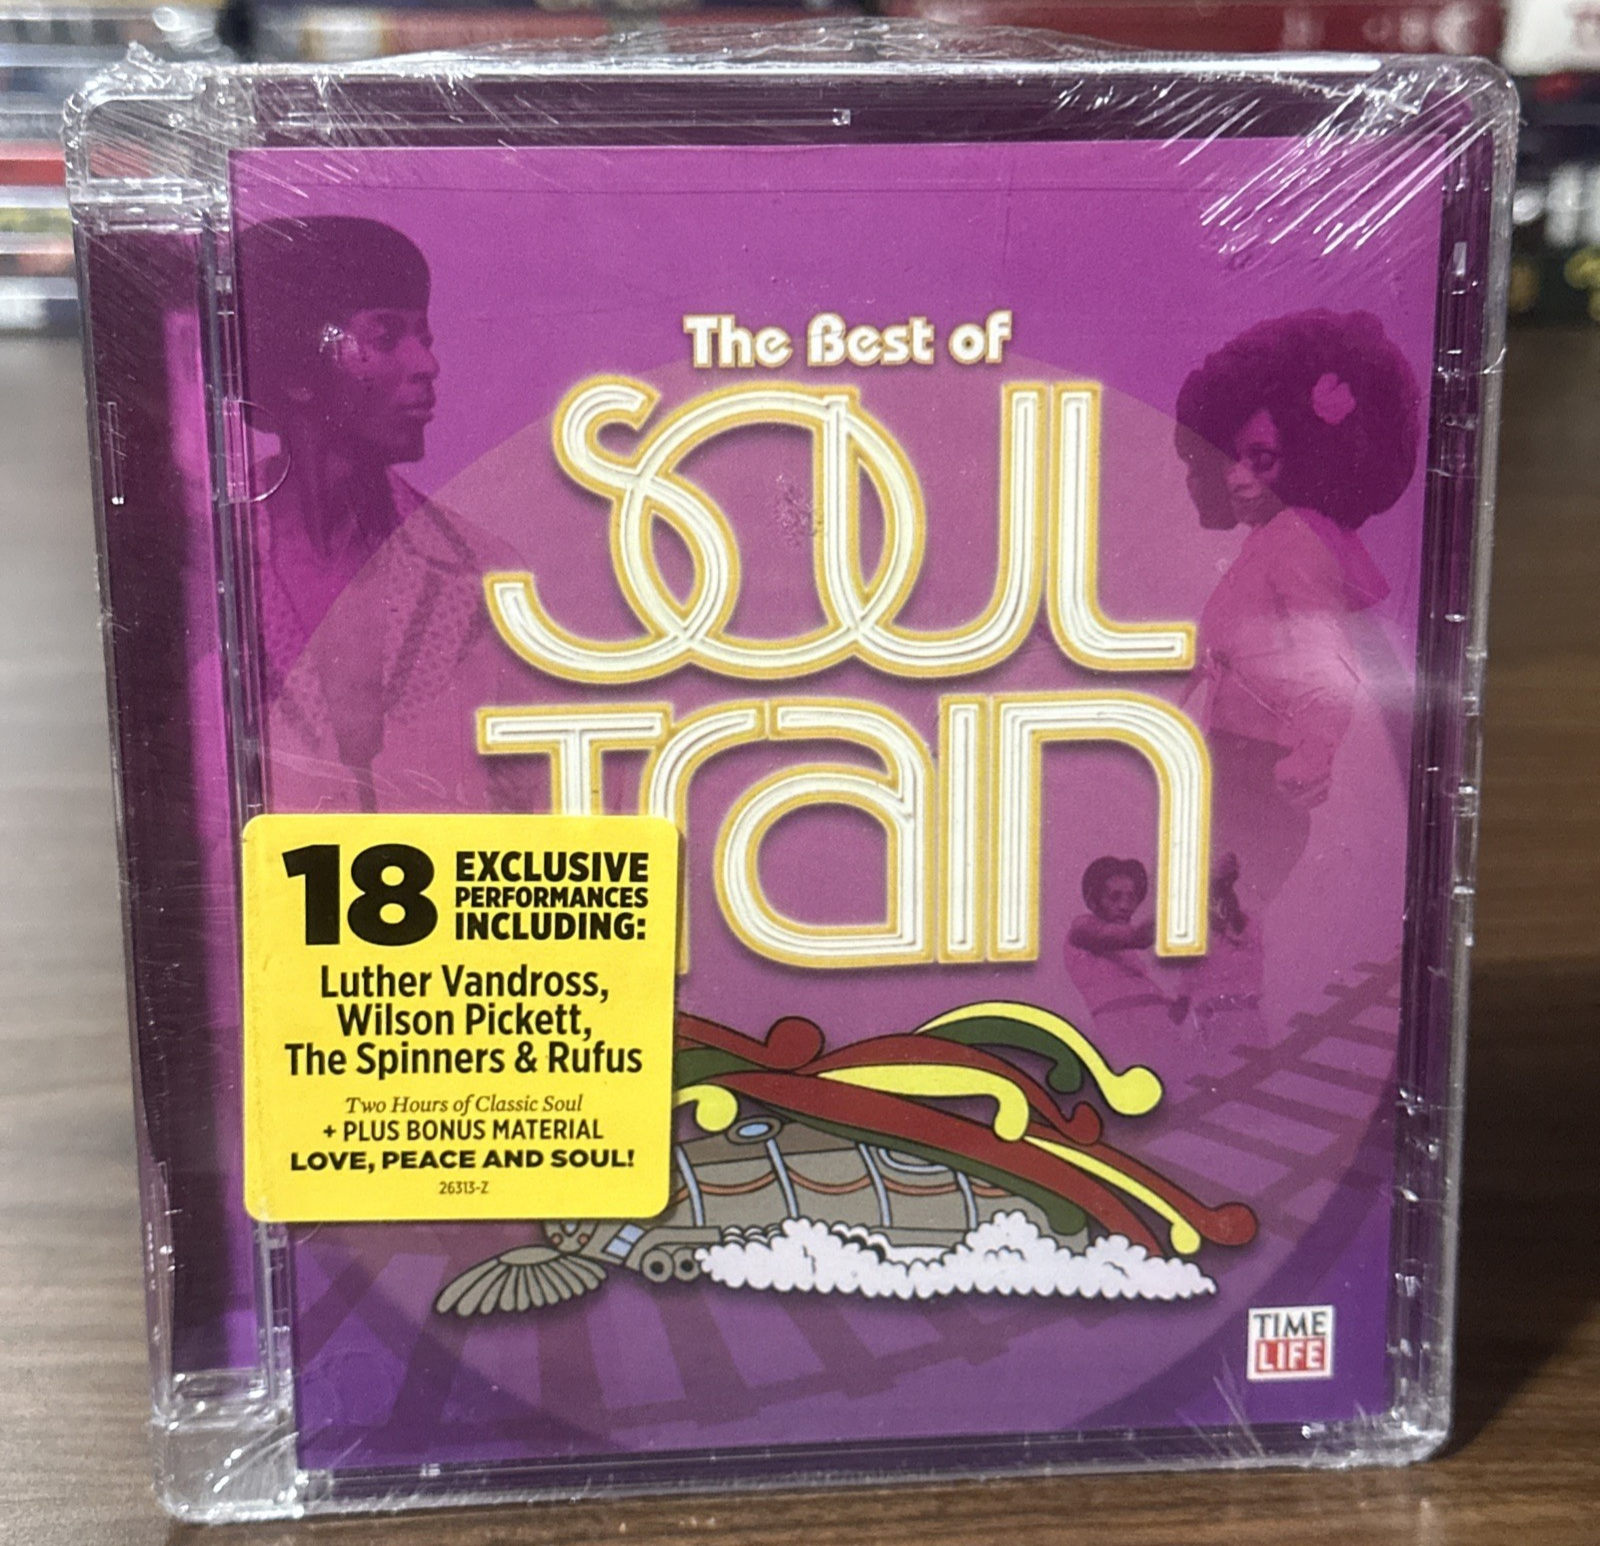 The Best of
SOUL
Train
18 EXCLUSIVE
PERFORMANCES
INCLUDING:
Luther Vandross,
Wilson Pickett,
The Spinners & Rufus
Two Hours of Classic Soul
+ PLUS BONUS MATERIAL
LOVE, PEACE AND SOUL!
26313-Z
TIME
LIFE